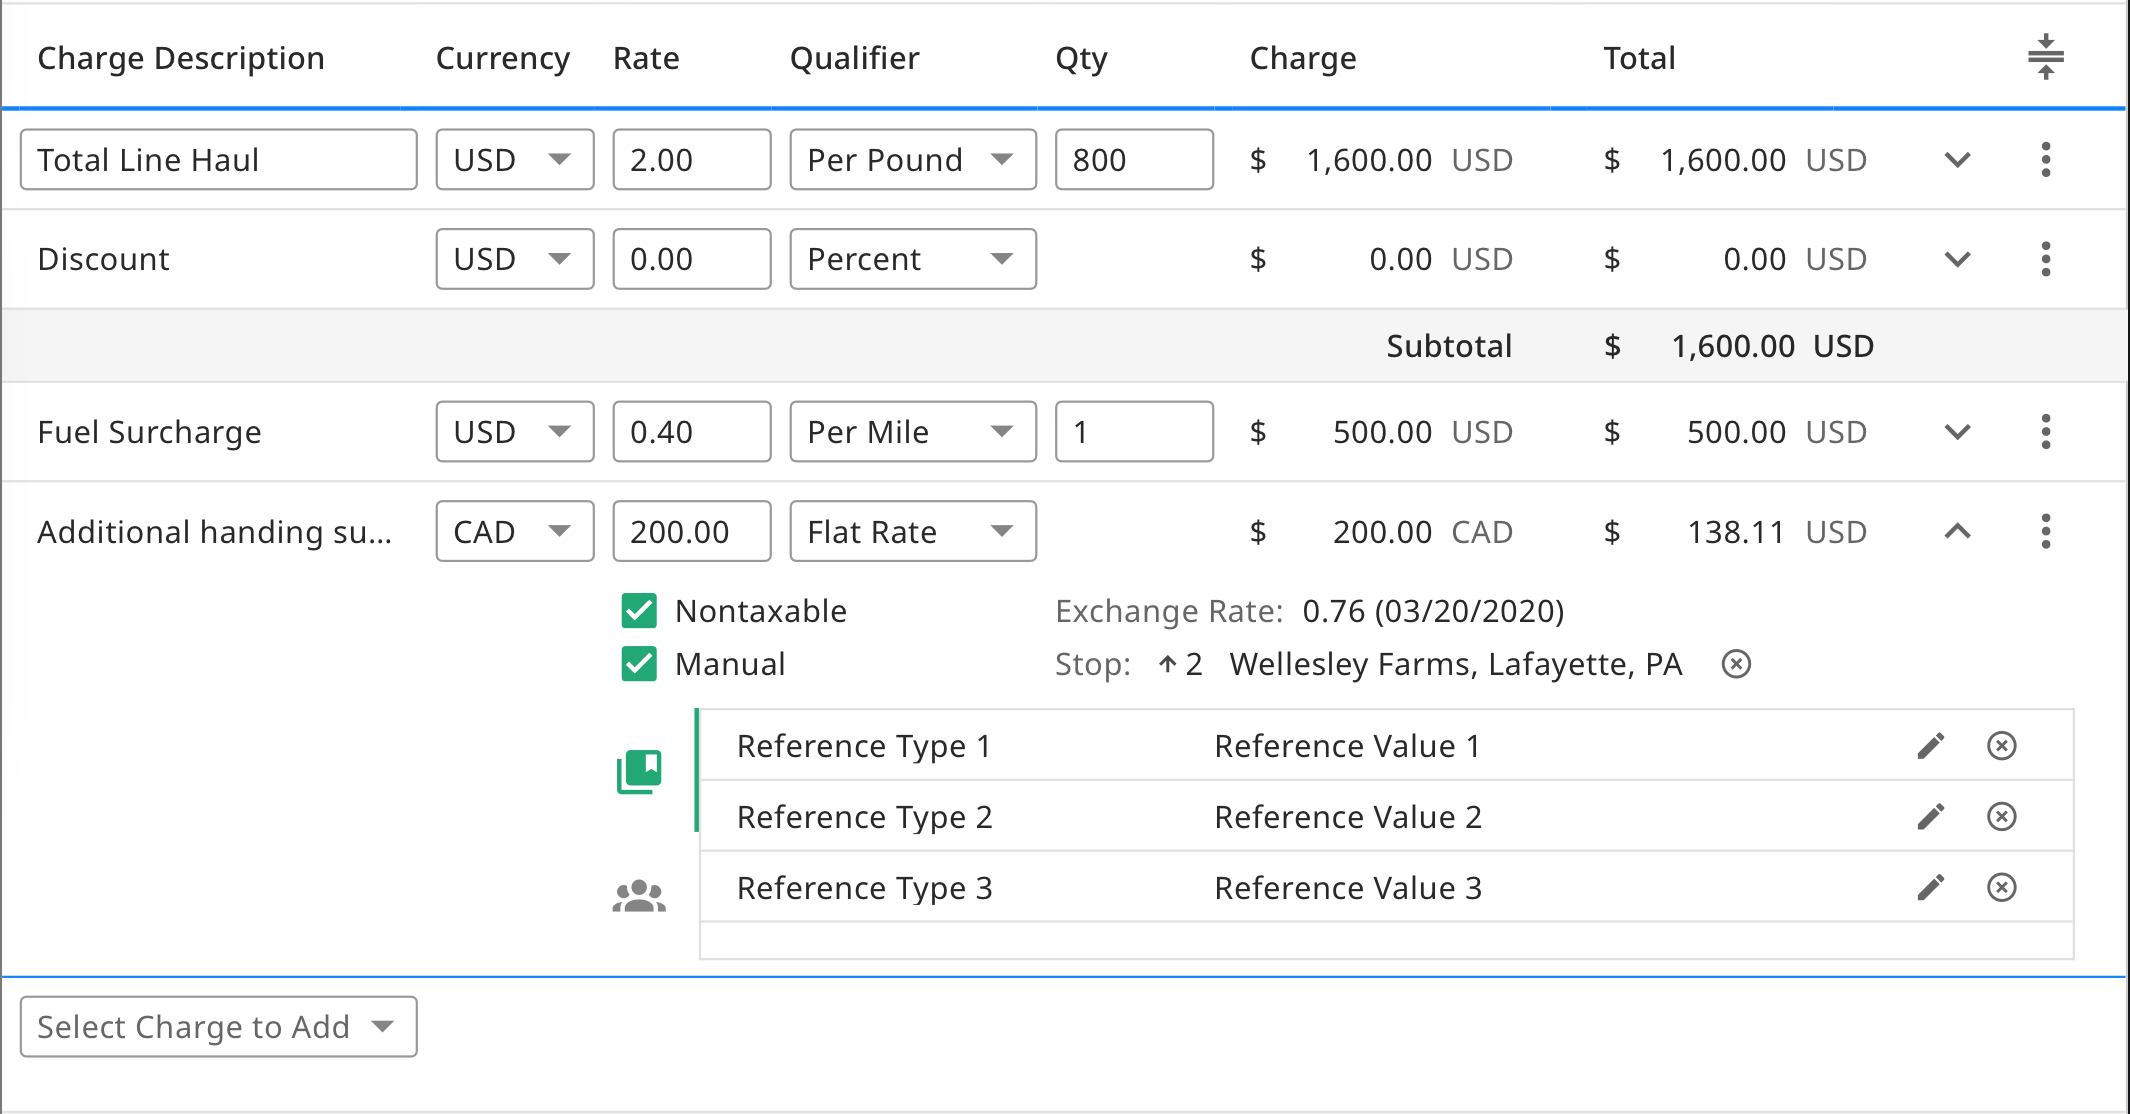 Charge Description Currency Rate Qualifier Qty Charge Total
Total Line Haul USD 2.00 Per Pound 800 $ 1,600.00 USD $ 1,600.00 USD
Discount USD 0.00 Percent $ 0.00 USD $ 0.00 USD
Subtotal $ 1,600.00 USD
Fuel Surcharge USD 0.40 Per Mile 1 $ 500.00 USD $ 500.00 USD
Additional handing su... CAD 200.00 Flat Rate $ 200.00 CAD $ 138.11 USD
Nontaxable Exchange Rate: 0.76 (03/20/2020)
Manual Stop: ↑ 2 Wellesley Farms, Lafayette, PA
Reference Type 1 Reference Value 1
Reference Type 2 Reference Value 2
Reference Type 3 Reference Value 3
Select Charge to Add